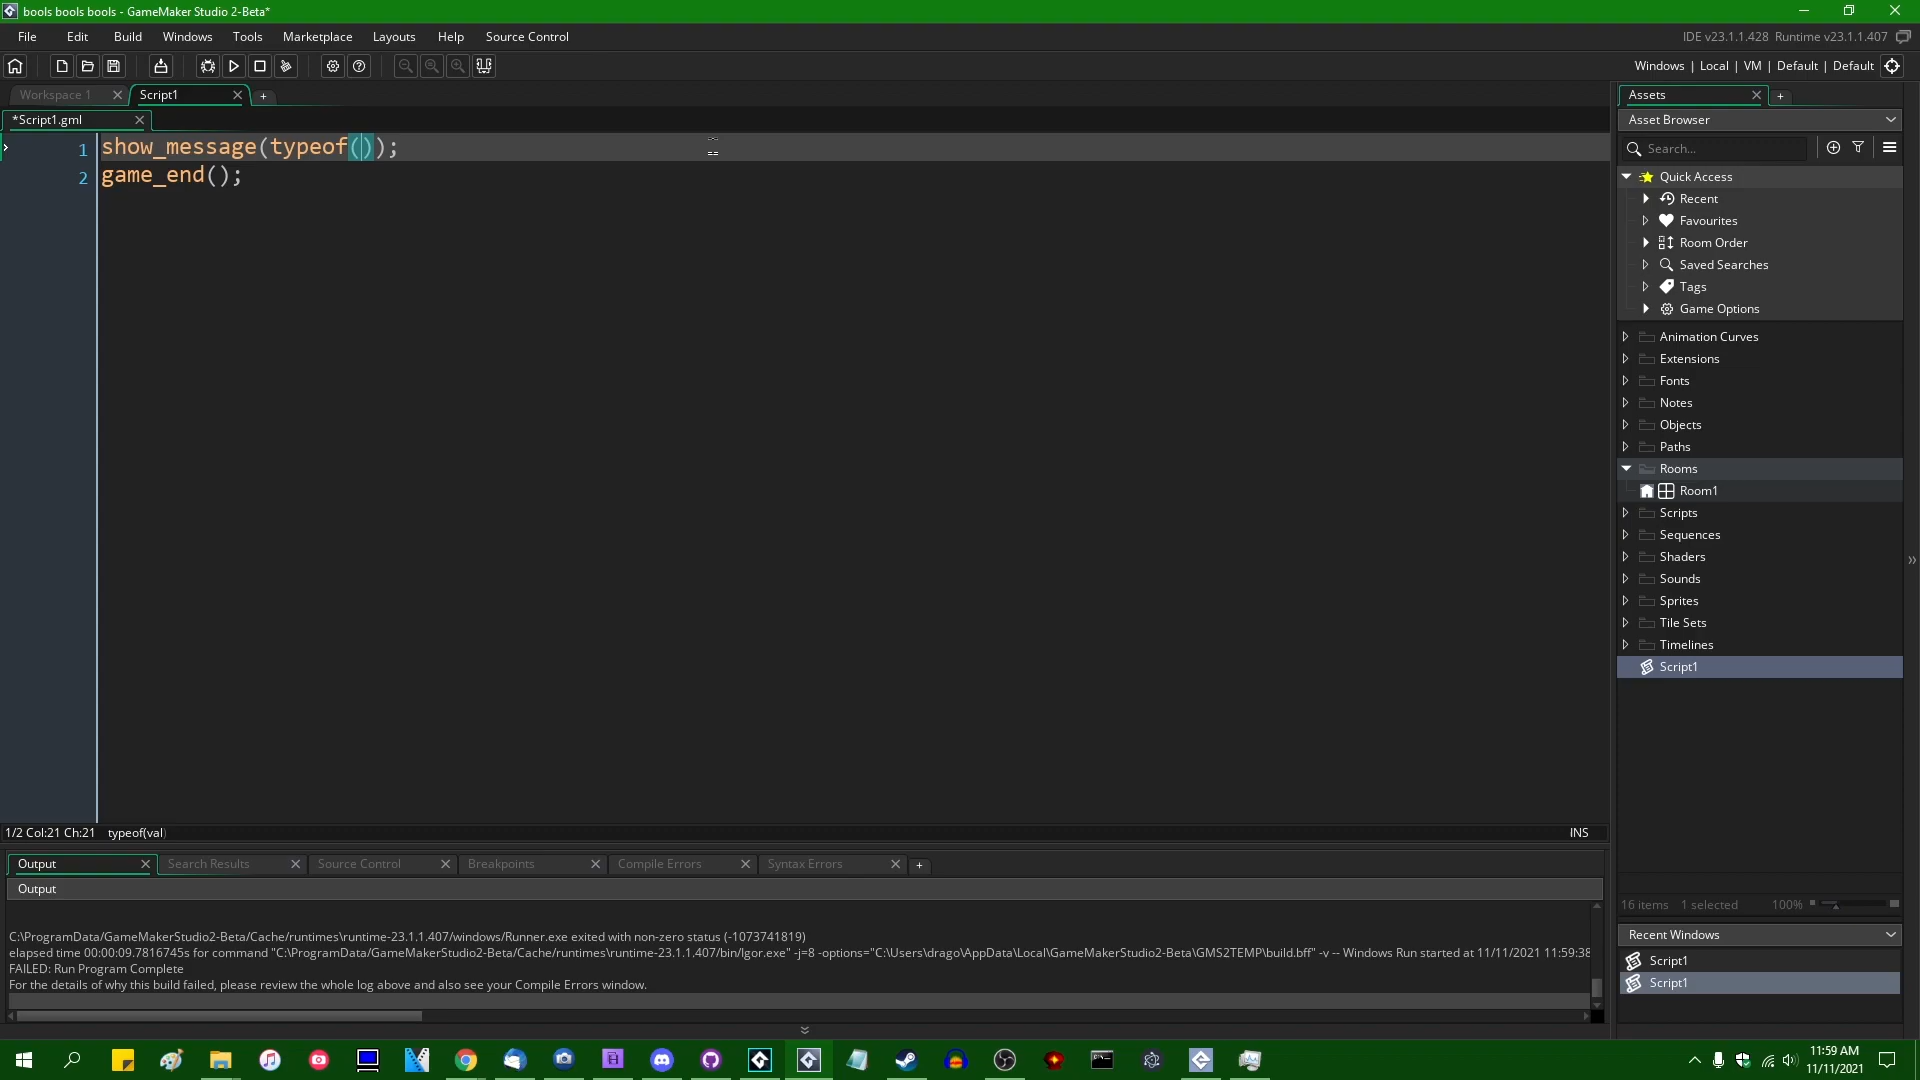 bools bools bools - GameMaker Studio 2-Beta*
File Edit Build Windows Tools Marketplace Layouts Help Source Control
IDE v23.1.1.428 Runtime v23.1.1.407
Windows | Local | VM | Default | Default
Workspace 1
Script1
*Script1.gml
1 show_message(typeof());
2 game_end();
1/2 Col:21 Ch:21 typeof(val)
INS
Output
Search Results
Source Control
Breakpoints
Compile Errors
Syntax Errors
Output
C:\ProgramData/GameMakerStudio2-Beta/Cache/runtimes\runtime-23.1.1.407/windows/Runner.exe exited with non-zero status (-1073741819)
elapsed time 00:00:09.7816745s for command "C:\ProgramData/GameMakerStudio2-Beta/Cache/runtimes\runtime-23.1.1.407/bin/Igor.exe" -j=8 -options="C:\Users\drago\AppData\Local\GameMakerStudio2-Beta\GMS2TEMP\build.bff" -v -- Windows Run started at 11/11/2021 11:59:38
FAILED: Run Program Complete
For the details of why this build failed, please review the whole log above and also see your Compile Errors window.
Assets
Asset Browser
Search...
Quick Access
Recent
Favourites
Room Order
Saved Searches
Tags
Game Options
Animation Curves
Extensions
Fonts
Notes
Objects
Paths
Rooms
Room1
Scripts
Sequences
Shaders
Sounds
Sprites
Tile Sets
Timelines
Script1
16 items 1 selected 100%
Recent Windows
Script1
Script1
11:59 AM
11/11/2021